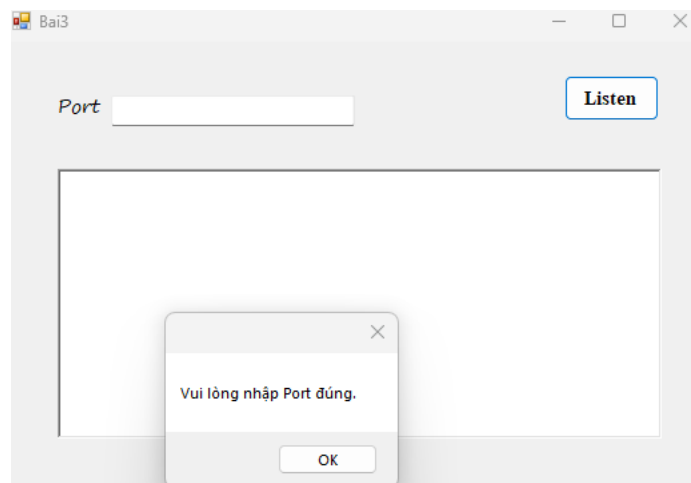 Bai3
Port
Listen
Vui lòng nhập Port đúng.
OK